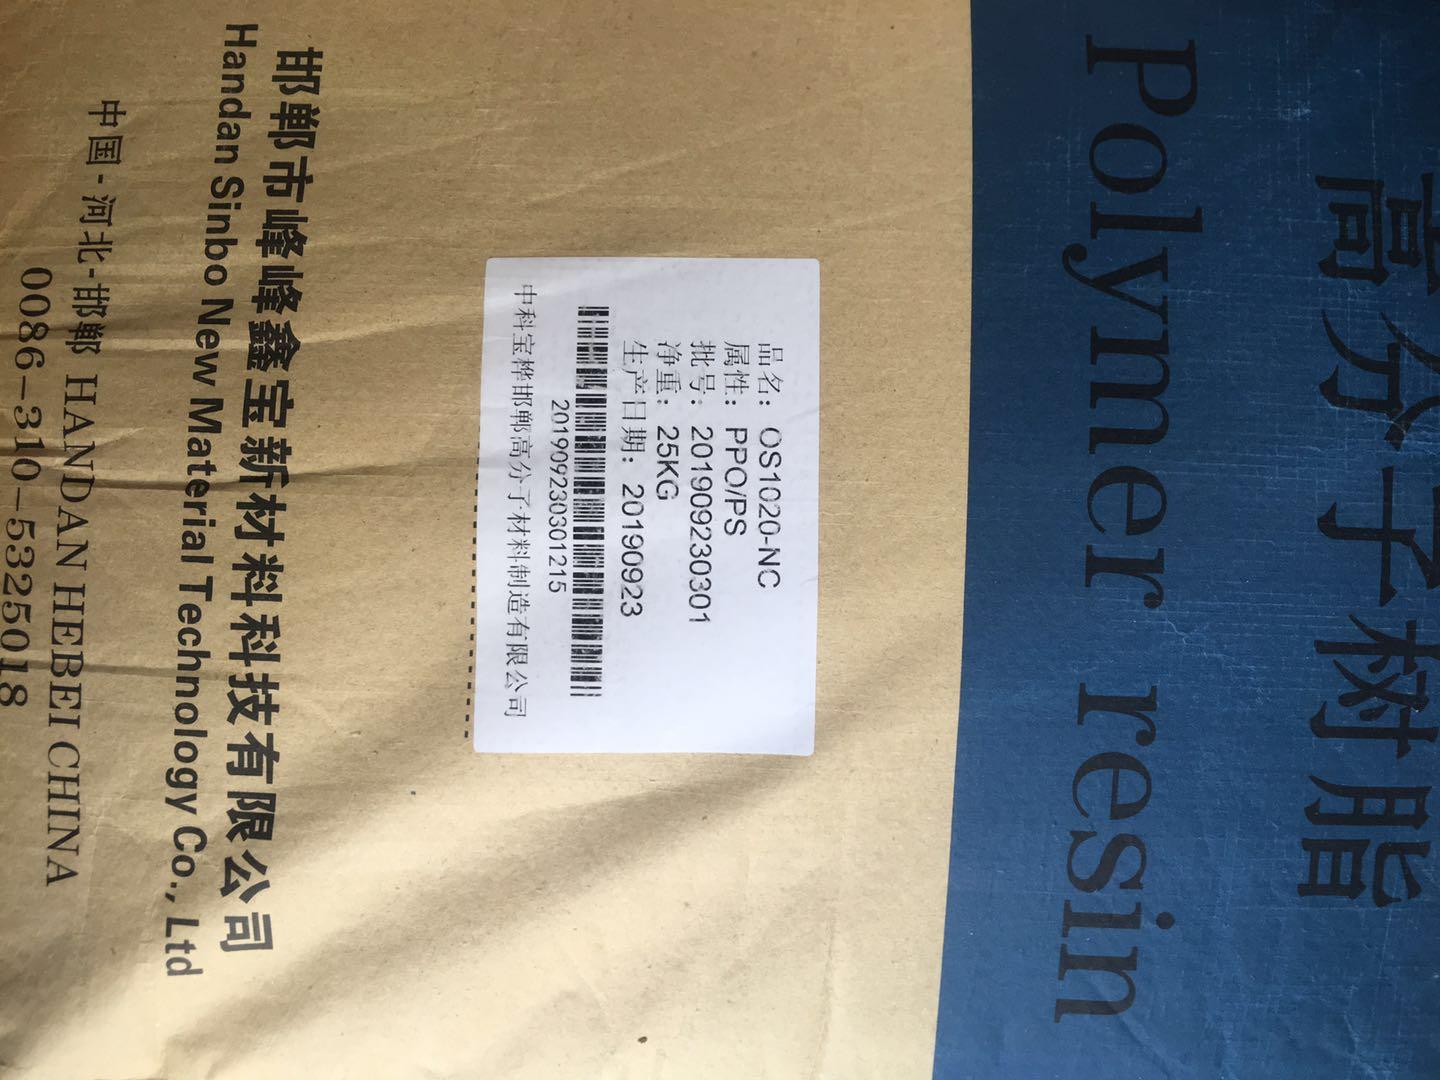 高分子树脂
Polymer resin
品名： OS1020-NC
属性： PPO/PS
批号： 201909230301
净重： 25KG
生产日期： 20190923
20190923030301215
中科宝桦邯郸高分子材料制造有限公司
邯郸市峰峰鑫宝新材料科技有限公司
Handan Sinbo New Material Technology Co., Ltd
中国-河北-邯郸 HANDAN HEBEI CHINA
0086-310-5325018